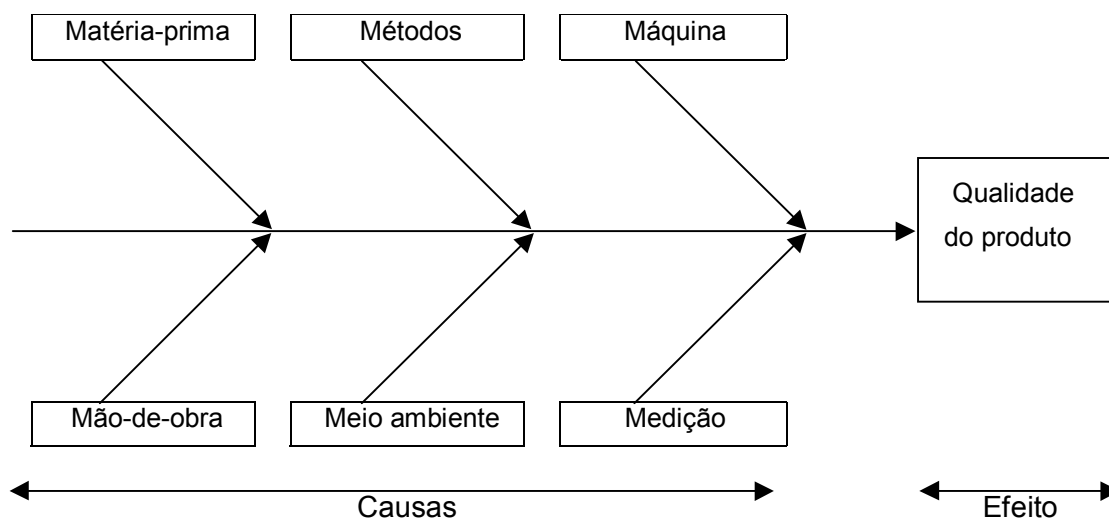 Matéria-prima
Métodos
Máquina
Qualidade
do produto
Mão-de-obra
Meio ambiente
Medição
Causas
Efeito